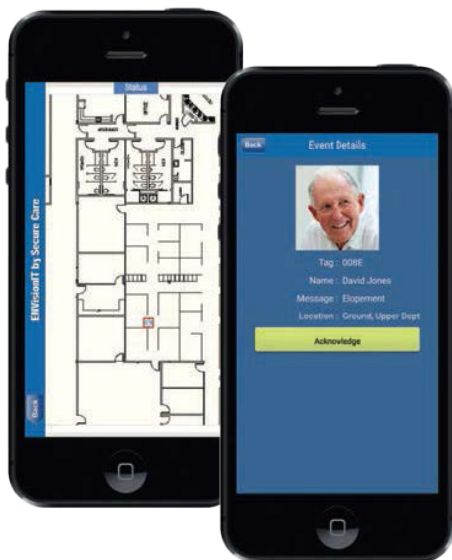 Status
ENVisionIT by Secure Care
Back
Back
Event Details
Tag : 008E
Name : David Jones
Message : Elopement
Location : Ground, Upper Dept
Acknowledge